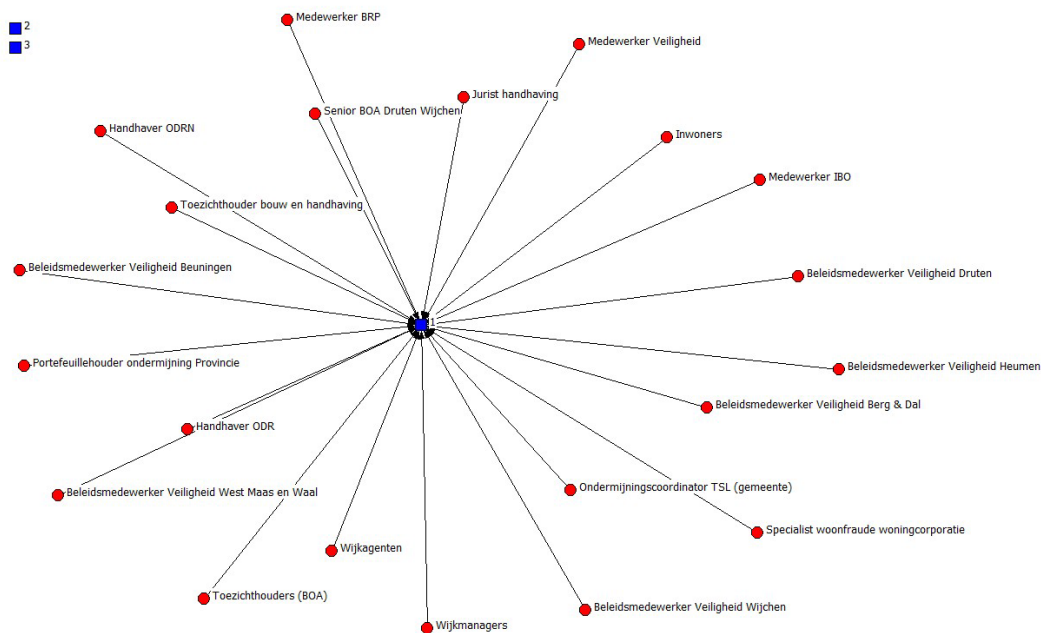 Medewerker BRP
2
3
Medewerker Veiligheid
Jurist handhaving
Senior BOA Druten Wijchen
Handhaver ODRN
Inwoners
Medewerker IBO
Toezichthouder bouw en handhaving
Beleidsmedewerker Veiligheid Beuningen
Beleidsmedewerker Veiligheid Druten
1
Portefeuillehouder ondermijning Provincie
Beleidsmedewerker Veiligheid Heumen
Beleidsmedewerker Veiligheid Berg & Dal
Handhaver ODR
Beleidsmedewerker Veiligheid West Maas en Waal
Ondermijningscoordinator TSL (gemeente)
Specialist woonfraude woningcorporatie
Wijkagenten
Toezichthouders (BOA)
Beleidsmedewerker Veiligheid Wijchen
Wijkmanagers